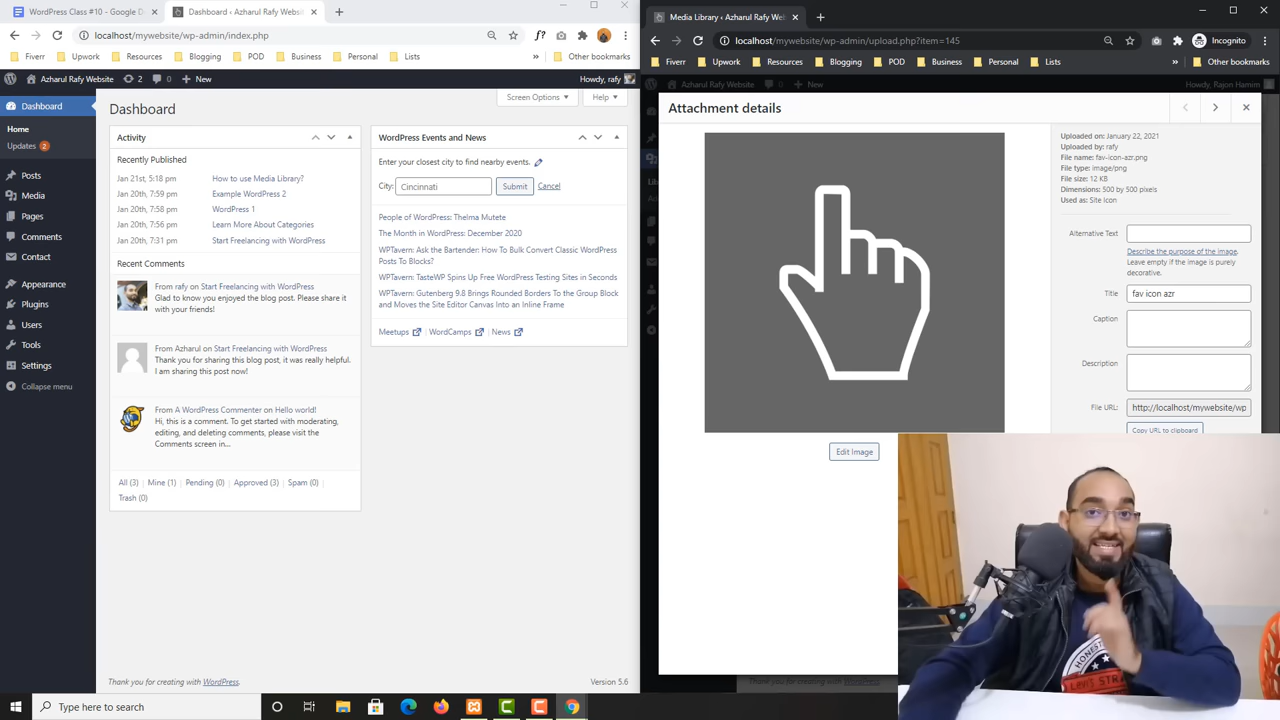 WordPress Class #10 - Google D
Dashboard ‹ Azharul Rafy Websit
localhost/mywebsite/wp-admin/index.php
Fiverr
Upwork
Resources
Blogging
POD
Business
Personal
Lists
»
Other bookmarks
Azharul Rafy Website
2
0
New
Howdy, rafy
Dashboard
Home
Updates 2
Posts
Media
Pages
Comments
Contact
Appearance
Plugins
Users
Tools
Settings
Collapse menu
Screen Options
Help
Dashboard
Activity
Recently Published
Jan 21st, 5:18 pm How to use Media Library?
Jan 20th, 7:59 pm Example WordPress 2
Jan 20th, 7:58 pm WordPress 1
Jan 20th, 7:56 pm Learn More About Categories
Jan 20th, 7:31 pm Start Freelancing with WordPress
Recent Comments
From rafy on Start Freelancing with WordPress
Glad to know you enjoyed the blog post. Please share it
with your friends!
From Azharul on Start Freelancing with WordPress
Thank you for sharing this blog post, it was really helpful.
I am sharing this post now!
From A WordPress Commenter on Hello world!
Hi, this is a comment. To get started with moderating,
editing, and deleting comments, please visit the
Comments screen in...
All (3) | Mine (1) | Pending (0) | Approved (3) | Spam (0) |
Trash (0)
WordPress Events and News
Enter your closest city to find nearby events.
City: Cincinnati Submit Cancel
People of WordPress: Thelma Mutete
The Month in WordPress: December 2020
WPTavern: Ask the Bartender: How To Bulk Convert Classic WordPress
Posts To Blocks?
WPTavern: TasteWP Spins Up Free WordPress Testing Sites in Seconds
WPTavern: Gutenberg 9.8 Brings Rounded Borders To the Group Block
and Moves the Site Editor Canvas Into an Inline Frame
Meetups | WordCamps | News
Thank you for creating with WordPress.
Version 5.6
Media Library ‹ Azharul Rafy Web
localhost/mywebsite/wp-admin/upload.php?item=145
Incognito
Fiverr
Upwork
Resources
Blogging
POD
Business
Personal
Lists
»
Other bookmarks
Azharul Rafy Website
0
New
Howdy, Rajon Hamim
Attachment details
Uploaded on: January 22, 2021
Uploaded by: rafy
File name: fav-icon-azr.png
File type: image/png
File size: 12 KB
Dimensions: 500 by 500 pixels
Used as: Site Icon
Alternative Text
Describe the purpose of the image.
Leave empty if the image is purely
decorative.
Title fav icon azr
Caption
Description
File URL: http://localhost/mywebsite/wp
Copy URL to clipboard
Edit Image
Thank you for creating with WordPress.
HONEST
Type here to search